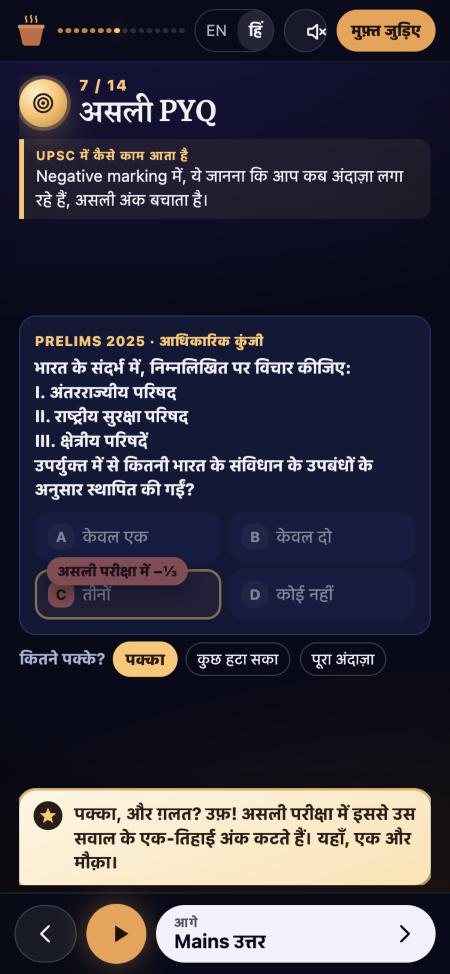 EN हिं मुफ़्त जुड़िए
7 / 14
असली PYQ
UPSC में कैसे काम आता है
Negative marking में, ये जानना कि आप कब अंदाज़ा लगा
रहे हैं, असली अंक बचाता है।
PRELIMS 2025 · आधिकारिक कुंजी
भारत के संदर्भ में, निम्नलिखित पर विचार कीजिए:
I. अंतरराज्यीय परिषद
II. राष्ट्रीय सुरक्षा परिषद
III. क्षेत्रीय परिषदें
उपर्युक्त में से कितनी भारत के संविधान के उपबंधों के
अनुसार स्थापित की गईं?
A केवल एक
B केवल दो
असली परीक्षा में −⅓
C तीनों
D कोई नहीं
कितने पक्के? पक्का कुछ हटा सका पूरा अंदाज़ा
पक्का, और ग़लत? उफ़! असली परीक्षा में इससे उस
सवाल के एक-तिहाई अंक कटते हैं। यहाँ, एक और
मौक़ा।
आगे
Mains उत्तर